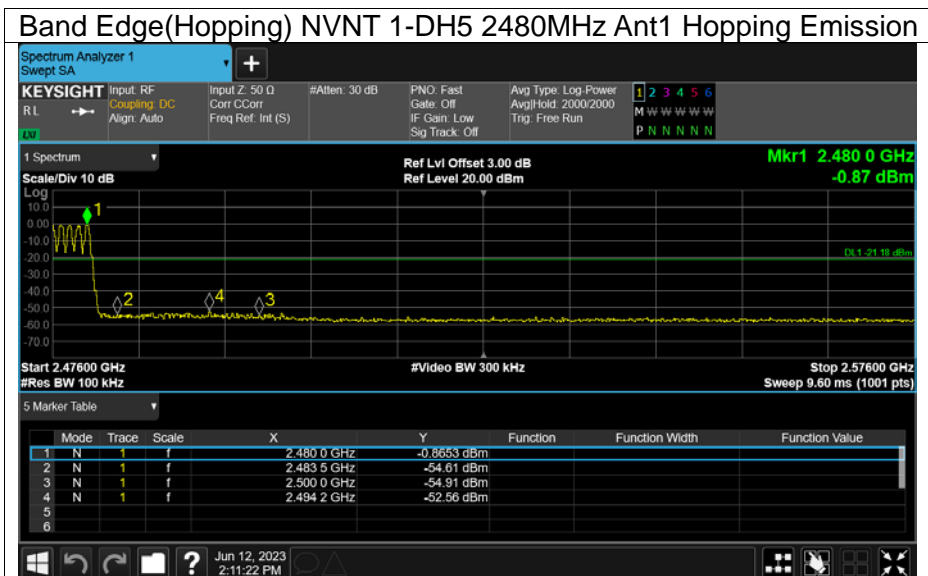 Band Edge(Hopping) NVNT 1-DH5 2480MHz Ant1 Hopping Emission
Spectrum Analyzer 1
Swept SA
+
KEYSIGHT
RL
LXI
Input: RF
Coupling: DC
Align: Auto
Input Z: 50 Ω
Corr CCorr
Freq Ref: Int (S)
#Atten: 30 dB
PNO: Fast
Gate: Off
IF Gain: Low
Sig Track: Off
Avg Type: Log-Power
Avg|Hold: 2000/2000
Trig: Free Run
1 2 3 4 5 6
M W W W W W
P N N N N N
1 Spectrum
Scale/Div 10 dB
Ref Lvl Offset 3.00 dB
Ref Level 20.00 dBm
Mkr1 2.480 0 GHz
-0.87 dBm
Log
10.0
0.00
-10.0
-20.0
-30.0
-40.0
-50.0
-60.0
-70.0
1
2
4
3
DL1 -21.18 dBm
Start 2.47600 GHz
#Res BW 100 kHz
#Video BW 300 kHz
Stop 2.57600 GHz
Sweep 9.60 ms (1001 pts)
5 Marker Table
Mode Trace Scale X Y Function Function Width Function Value
1 N 1 f 2.480 0 GHz -0.8653 dBm
2 N 1 f 2.483 5 GHz -54.61 dBm
3 N 1 f 2.500 0 GHz -54.91 dBm
4 N 1 f 2.494 2 GHz -52.56 dBm
5
6
?
Jun 12, 2023
2:11:22 PM